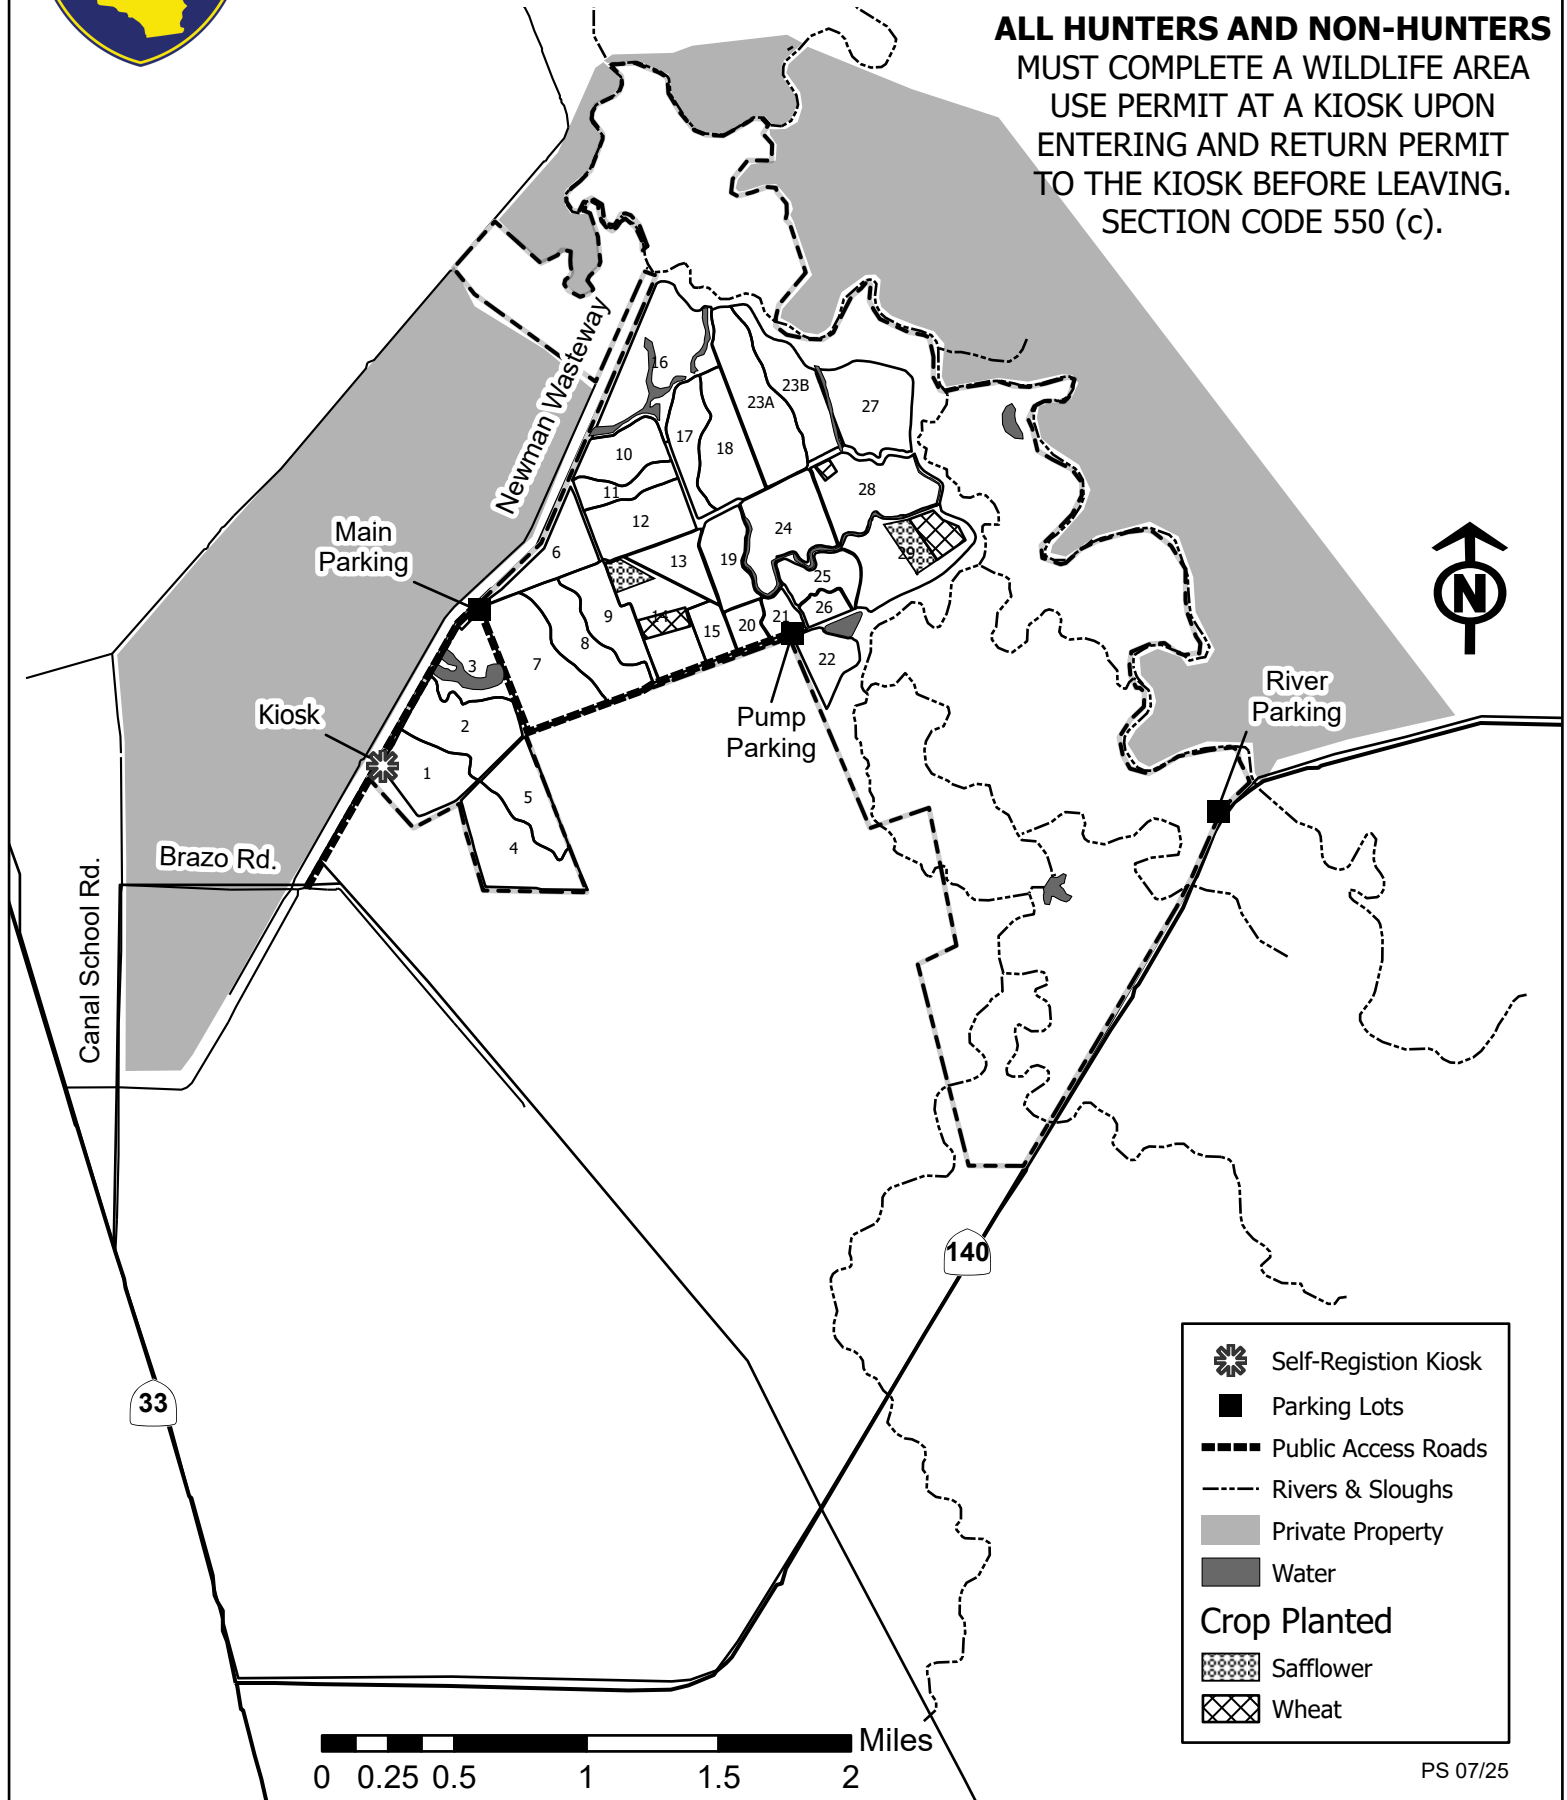 ALL HUNTERS AND NON-HUNTERS
MUST COMPLETE A WILDLIFE AREA
USE PERMIT AT A KIOSK UPON
ENTERING AND RETURN PERMIT
TO THE KIOSK BEFORE LEAVING.
SECTION CODE 550 (c).
Newman Wasteway
16
23B
23A
27
17
18
10
11
12
28
24
29
6
13
19
25
26
Main
Parking
9
14
15
20
21
8
7
3
22
2
1
5
4
Kiosk
Pump
Parking
River
Parking
N
Brazo Rd.
Canal School Rd.
140
33
Self-Registion Kiosk
Parking Lots
Public Access Roads
Rivers & Sloughs
Private Property
Water
Crop Planted
Safflower
Wheat
Miles
0 0.25 0.5 1 1.5 2
PS 07/25